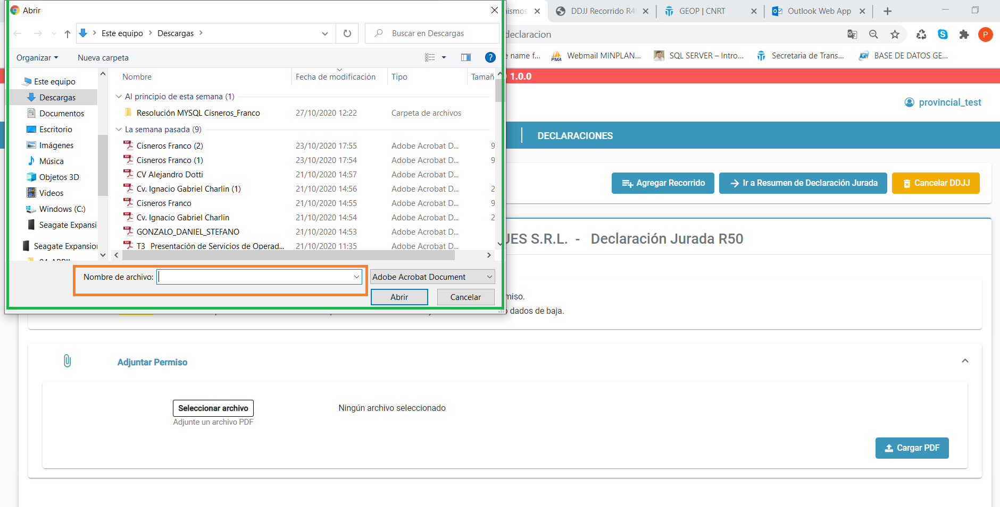 Abrir
Este equipo > Descargas >
Buscar en Descargas
Organizar
Nueva carpeta
Este equipo
Descargas
Documentos
Escritorio
Imágenes
Música
Objetos 3D
Videos
Windows (C:)
Seagate Expansi
Seagate Expansion
Nombre
Fecha de modificación
Tipo
Tamañ
Al principio de esta semana (1)
Resolución MYSQL Cisneros_Franco 27/10/2020 12:22 Carpeta de archivos
La semana pasada (9)
Cisneros Franco (2) 23/10/2020 17:55 Adobe Acrobat D... 9
Cisneros Franco (1) 23/10/2020 17:54 Adobe Acrobat D... 9
CV Alejandro Dotti 21/10/2020 14:57 Adobe Acrobat D...
Cv. Ignacio Gabriel Charlin (1) 21/10/2020 14:56 Adobe Acrobat D... 2
Cisneros Franco 21/10/2020 14:55 Adobe Acrobat D... 9
Cv. Ignacio Gabriel Charlin 21/10/2020 14:54 Adobe Acrobat D... 2
GONZALO_DANIEL_STEFANO 21/10/2020 14:53 Adobe Acrobat D...
T3_Presentación de Servicios de Operad... 21/10/2020 11:35 Adobe Acrobat D...
Nombre de archivo:
Adobe Acrobat Document
Abrir
Cancelar
DDJJ Recorrido R4
GEOP | CNRT
Outlook Web App
declaracion
P
name f...
Webmail MINPLAN...
SQL SERVER – Intro...
Secretaria de Trans...
BASE DE DATOS GE...
1.0.0
provincial_test
DECLARACIONES
Agregar Recorrido
Ir a Resumen de Declaración Jurada
Cancelar DDJJ
UES S.R.L. - Declaración Jurada R50
miso.
dados de baja.
Adjuntar Permiso
Seleccionar archivo
Ningún archivo seleccionado
Adjunte un archivo PDF
Cargar PDF